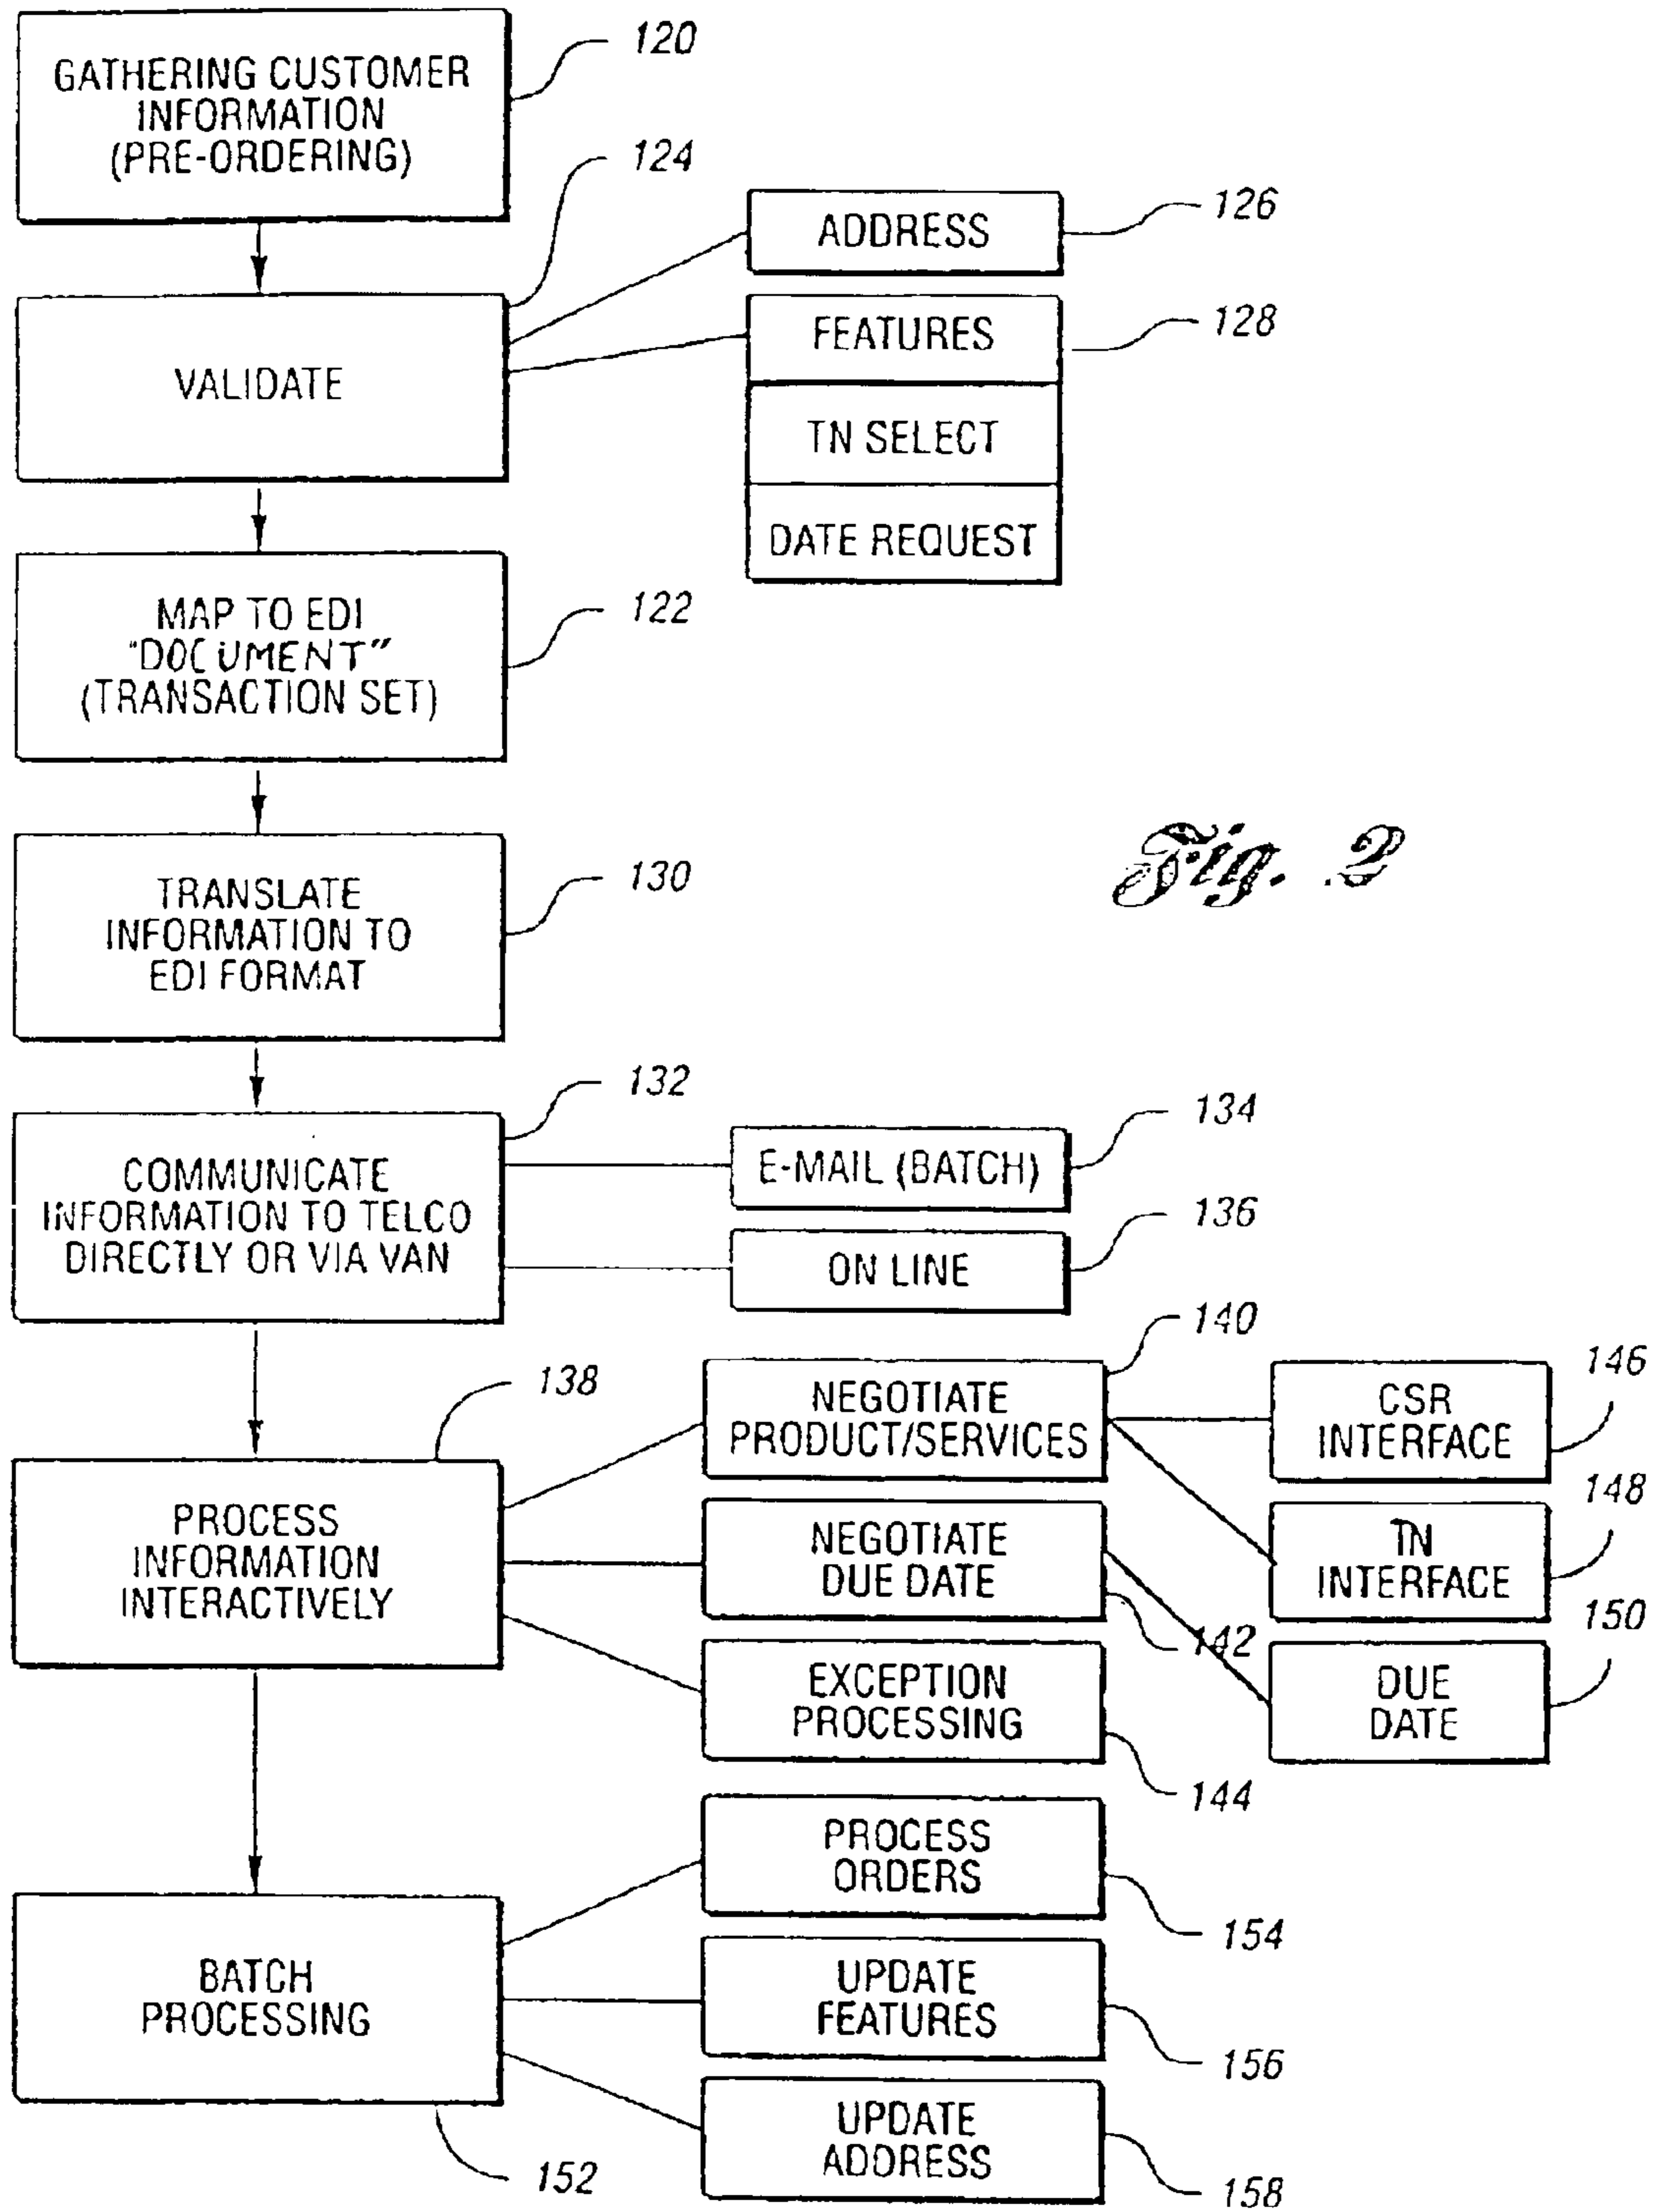 GATHERING CUSTOMER
INFORMATION
(PRE-ORDERING)
120
124
VALIDATE
ADDRESS
126
FEATURES
128
TN SELECT
DATE REQUEST
MAP TO EDI
"DOCUMENT"
(TRANSACTION SET)
122
Fig. 2
TRANSLATE
INFORMATION TO
EDI FORMAT
130
132
COMMUNICATE
INFORMATION TO TELCO
DIRECTLY OR VIA VAN
E-MAIL (BATCH)
134
ON LINE
136
138
PROCESS
INFORMATION
INTERACTIVELY
140
NEGOTIATE
PRODUCT/SERVICES
146
CSR
INTERFACE
NEGOTIATE
DUE DATE
142
148
TN
INTERFACE
EXCEPTION
PROCESSING
144
150
DUE
DATE
BATCH
PROCESSING
152
PROCESS
ORDERS
154
UPDATE
FEATURES
156
UPDATE
ADDRESS
158